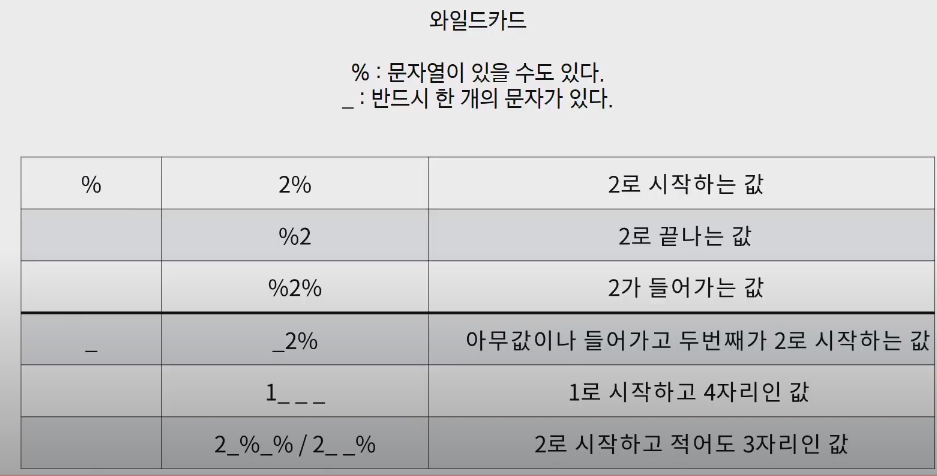 와일드카드
% : 문자열이 있을 수도 있다.
_ : 반드시 한 개의 문자가 있다.
% 2% 2로 시작하는 값
%2 2로 끝나는 값
%2% 2가 들어가는 값
_ _2% 아무값이나 들어가고 두번째가 2로 시작하는 값
1_ _ _ 1로 시작하고 4자리인 값
2_%_% / 2_ _% 2로 시작하고 적어도 3자리인 값